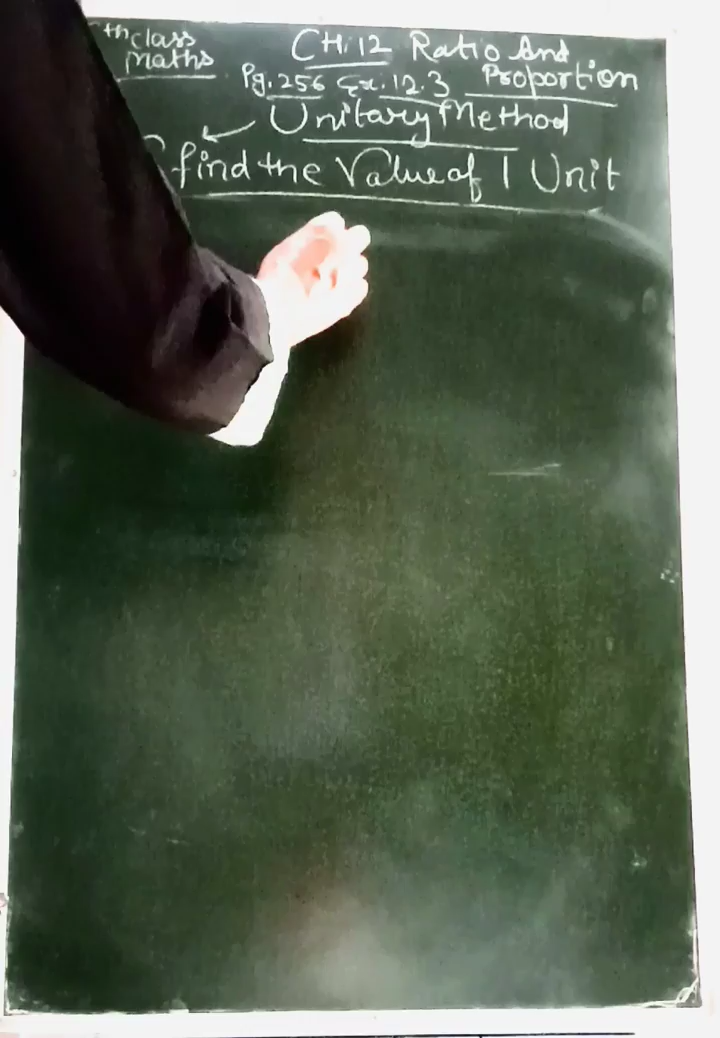 th class
Maths
CH. 12 Ratio And
Proportion
Pg. 256 Ex. 12.3
Unitary Method
find the Value of 1 Unit